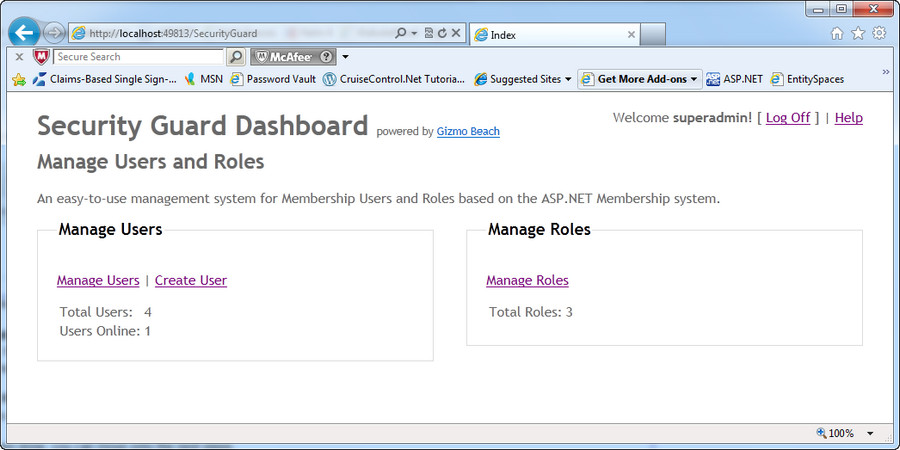 http://localhost:49813/SecurityGuard
Index
Secure Search
McAfee
Claims-Based Single Sign-...
MSN
Password Vault
CruiseControl.Net Tutoria...
Suggested Sites
Get More Add-ons
ASP.NET
EntitySpaces
Security Guard Dashboard powered by Gizmo Beach
Welcome superadmin! [ Log Off ] | Help
Manage Users and Roles
An easy-to-use management system for Membership Users and Roles based on the ASP.NET Membership system.
Manage Users
Manage Users | Create User
Total Users: 4
Users Online: 1
Manage Roles
Manage Roles
Total Roles: 3
100%